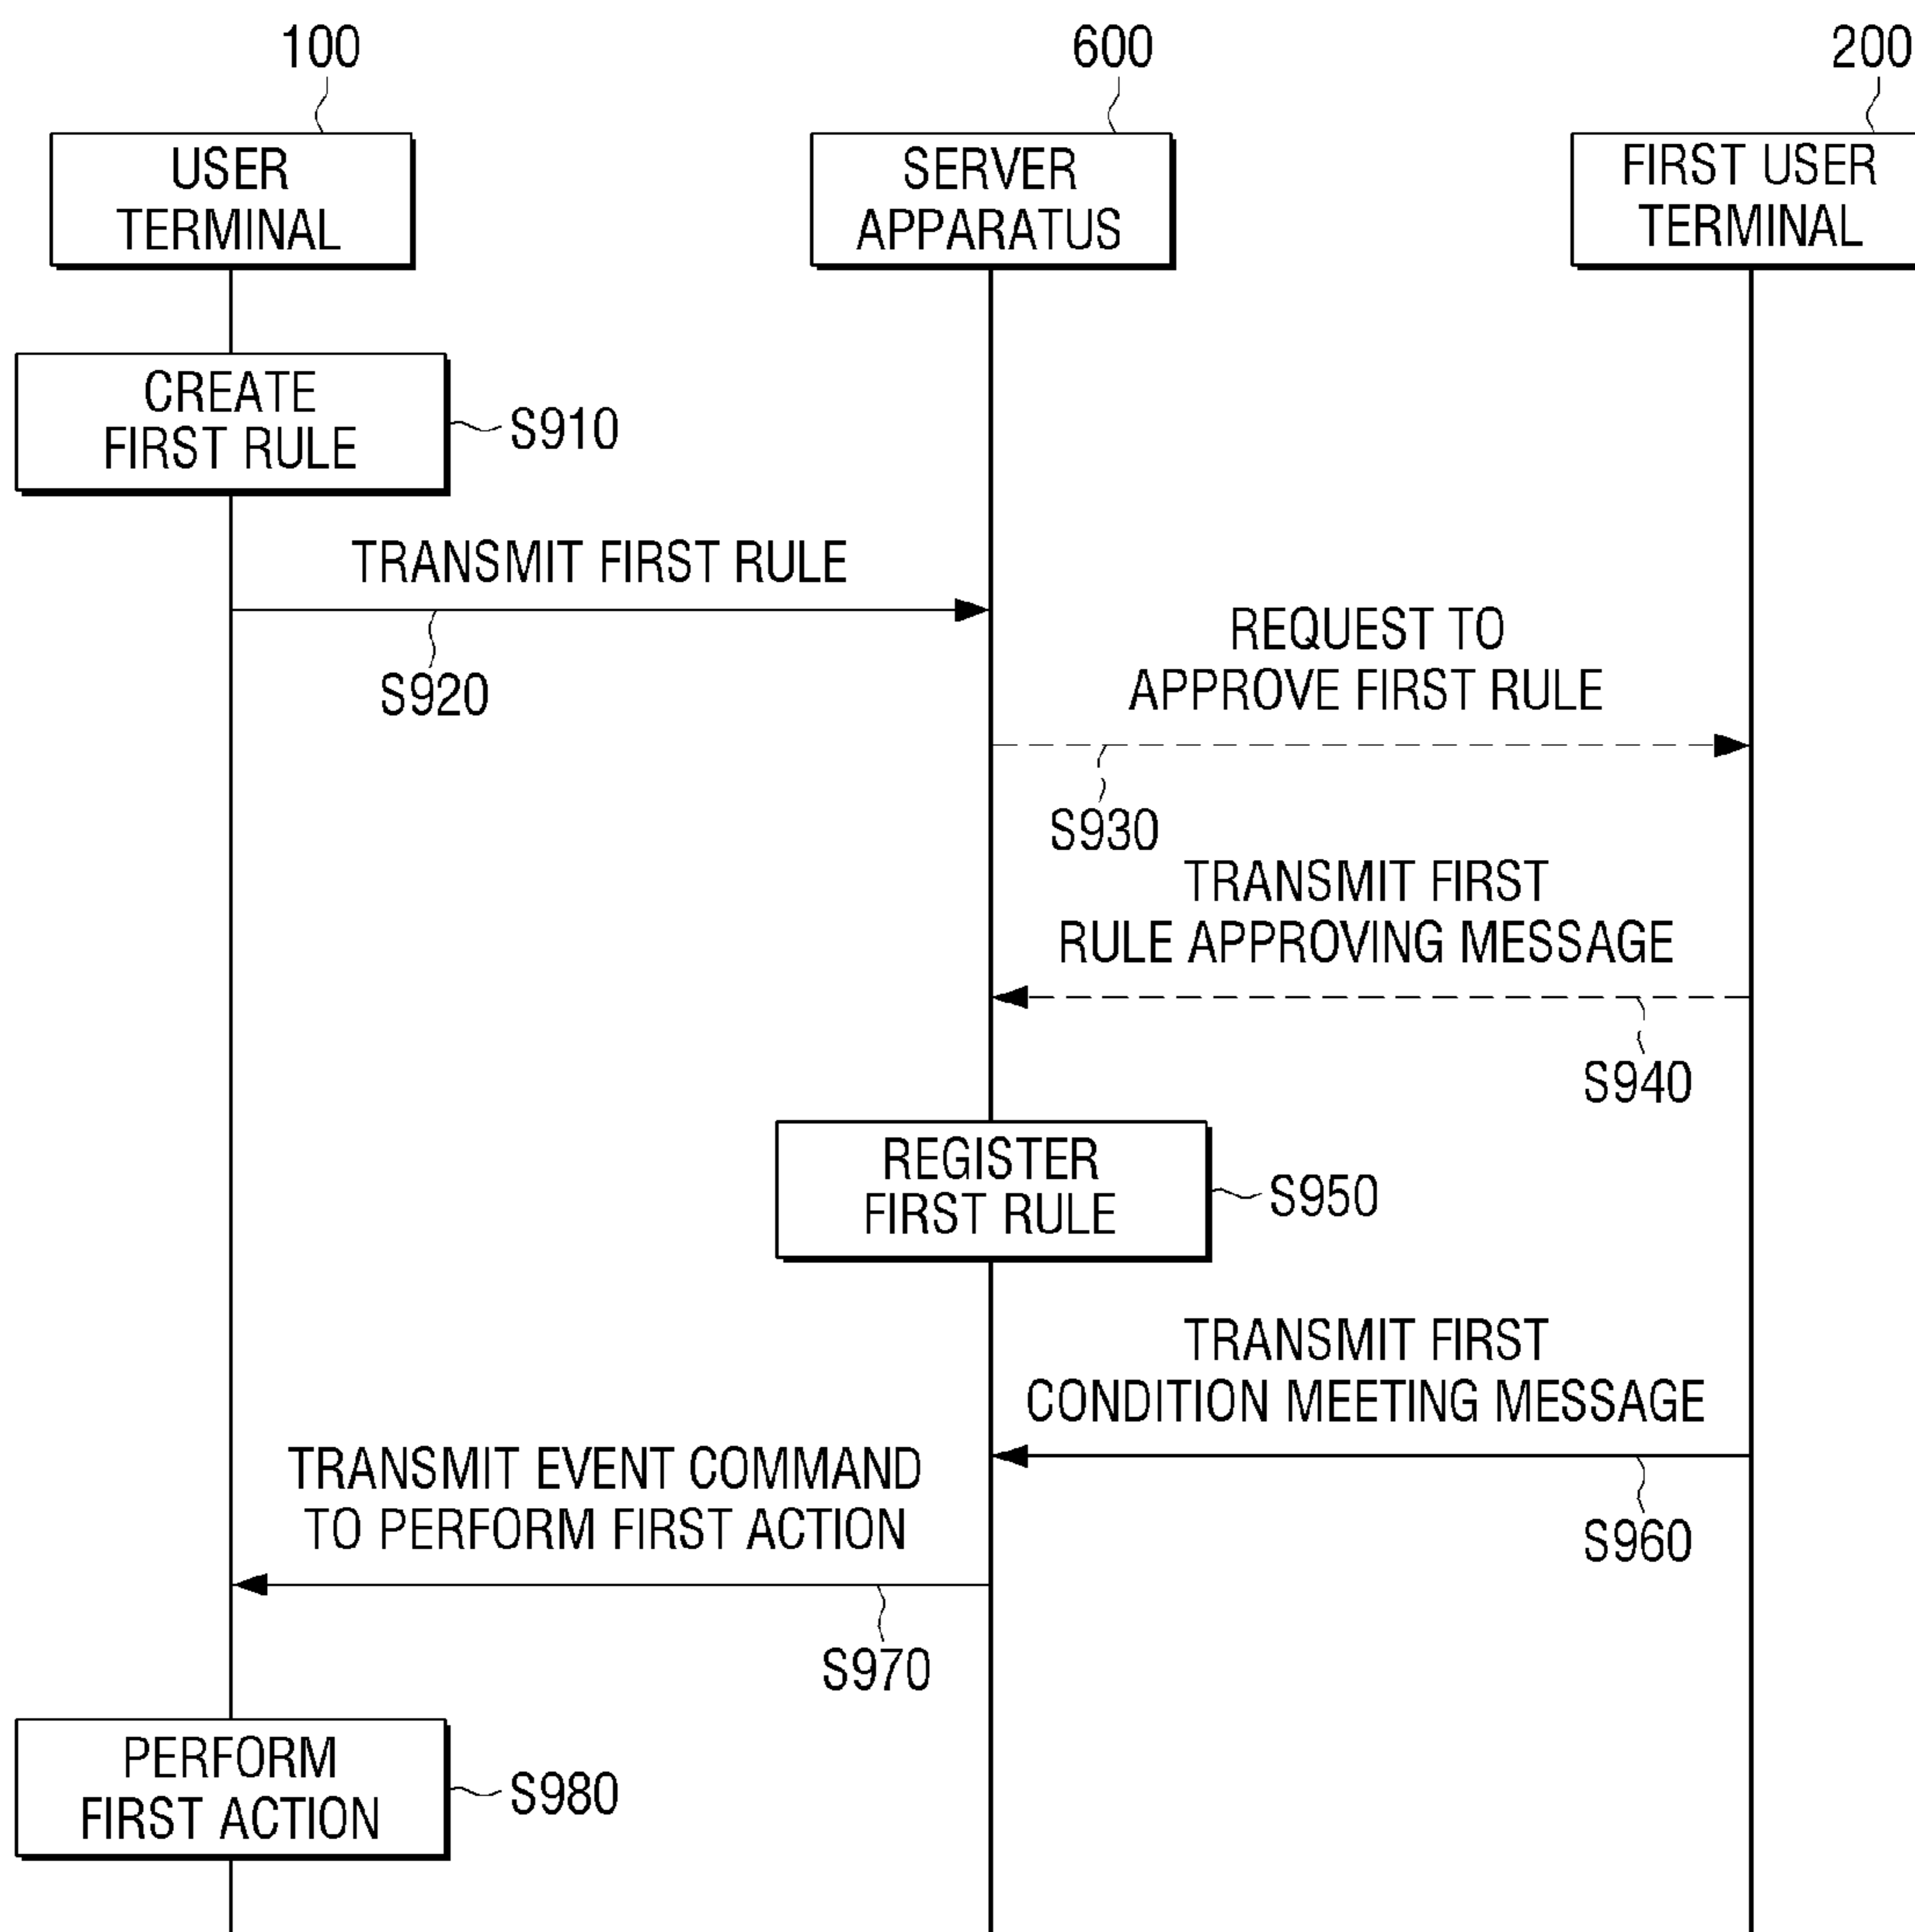 100
600
200
USER
TERMINAL
SERVER
APPARATUS
FIRST USER
TERMINAL
CREATE
FIRST RULE
S910
TRANSMIT FIRST RULE
S920
REQUEST TO
APPROVE FIRST RULE
S930
TRANSMIT FIRST
RULE APPROVING MESSAGE
S940
REGISTER
FIRST RULE
S950
TRANSMIT FIRST
CONDITION MEETING MESSAGE
S960
TRANSMIT EVENT COMMAND
TO PERFORM FIRST ACTION
S970
PERFORM
FIRST ACTION
S980